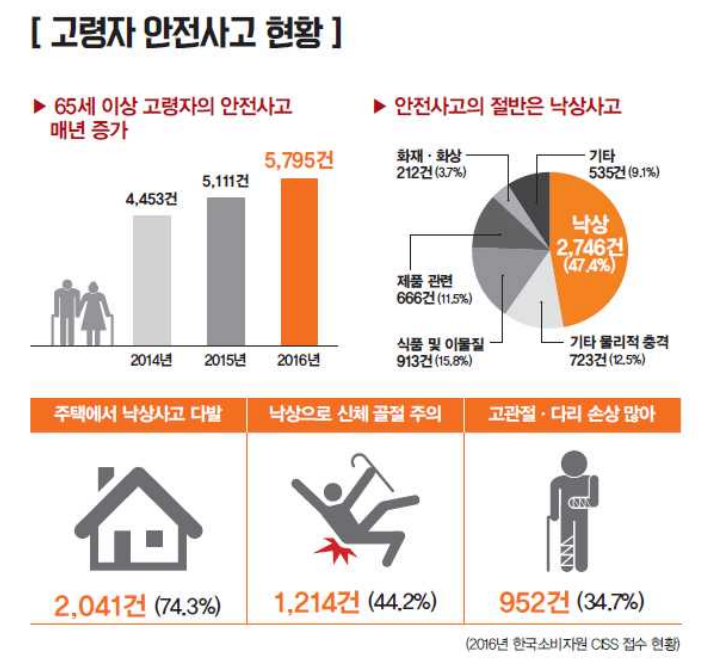 [ 고령자 안전사고 현황 ]
▶ 65세 이상 고령자의 안전사고
매년 증가
4,453건
5,111건
5,795건
2014년
2015년
2016년
▶ 안전사고의 절반은 낙상사고
화재 · 화상
212건(3.7%)
기타
535건(9.1%)
낙상
2,746건
(47.4%)
제품 관련
666건(11.5%)
식품 및 이물질
913건(15.8%)
기타 물리적 충격
723건(12.5%)
주택에서 낙상사고 다발
2,041건 (74.3%)
낙상으로 신체 골절 주의
1,214건 (44.2%)
고관절 · 다리 손상 많아
952건 (34.7%)
(2016년 한국소비자원 CISS 접수 현황)